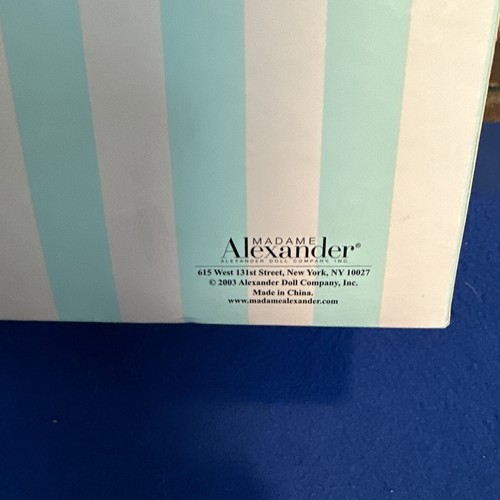 MADAME
Alexander®
ALEXANDER DOLL COMPANY, INC.
615 West 131st Street, New York, NY 10027
© 2003 Alexander Doll Company, Inc.
Made in China.
www.madamealexander.com